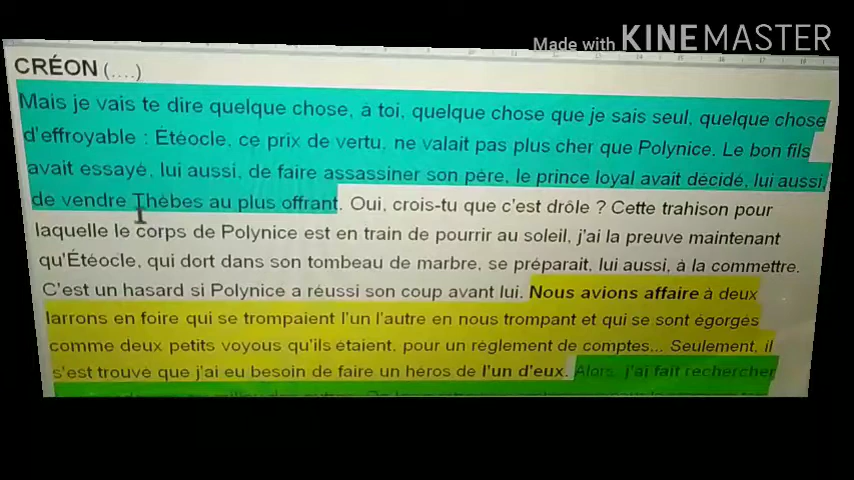 Made with KINEMASTER
CRÉON (....)
Mais je vais te dire quelque chose, à toi, quelque chose que je sais seul, quelque chose
d'effroyable : Étéocle, ce prix de vertu, ne valait pas plus cher que Polynice. Le bon fils
avait essayé, lui aussi, de faire assassiner son père, le prince loyal avait décidé, lui aussi,
de vendre Thèbes au plus offrant. Oui, crois-tu que c'est drôle ? Cette trahison pour
laquelle le corps de Polynice est en train de pourrir au soleil, j'ai la preuve maintenant
qu'Étéocle, qui dort dans son tombeau de marbre, se préparait, lui aussi, à la commettre.
C'est un hasard si Polynice a réussi son coup avant lui. Nous avions affaire à deux
larrons en foire qui se trompaient l'un l'autre en nous trompant et qui se sont égorgés
comme deux petits voyous qu'ils étaient, pour un règlement de comptes... Seulement, il
s'est trouvé que j'ai eu besoin de faire un héros de l'un d'eux. Alors, j'ai fait rechercher